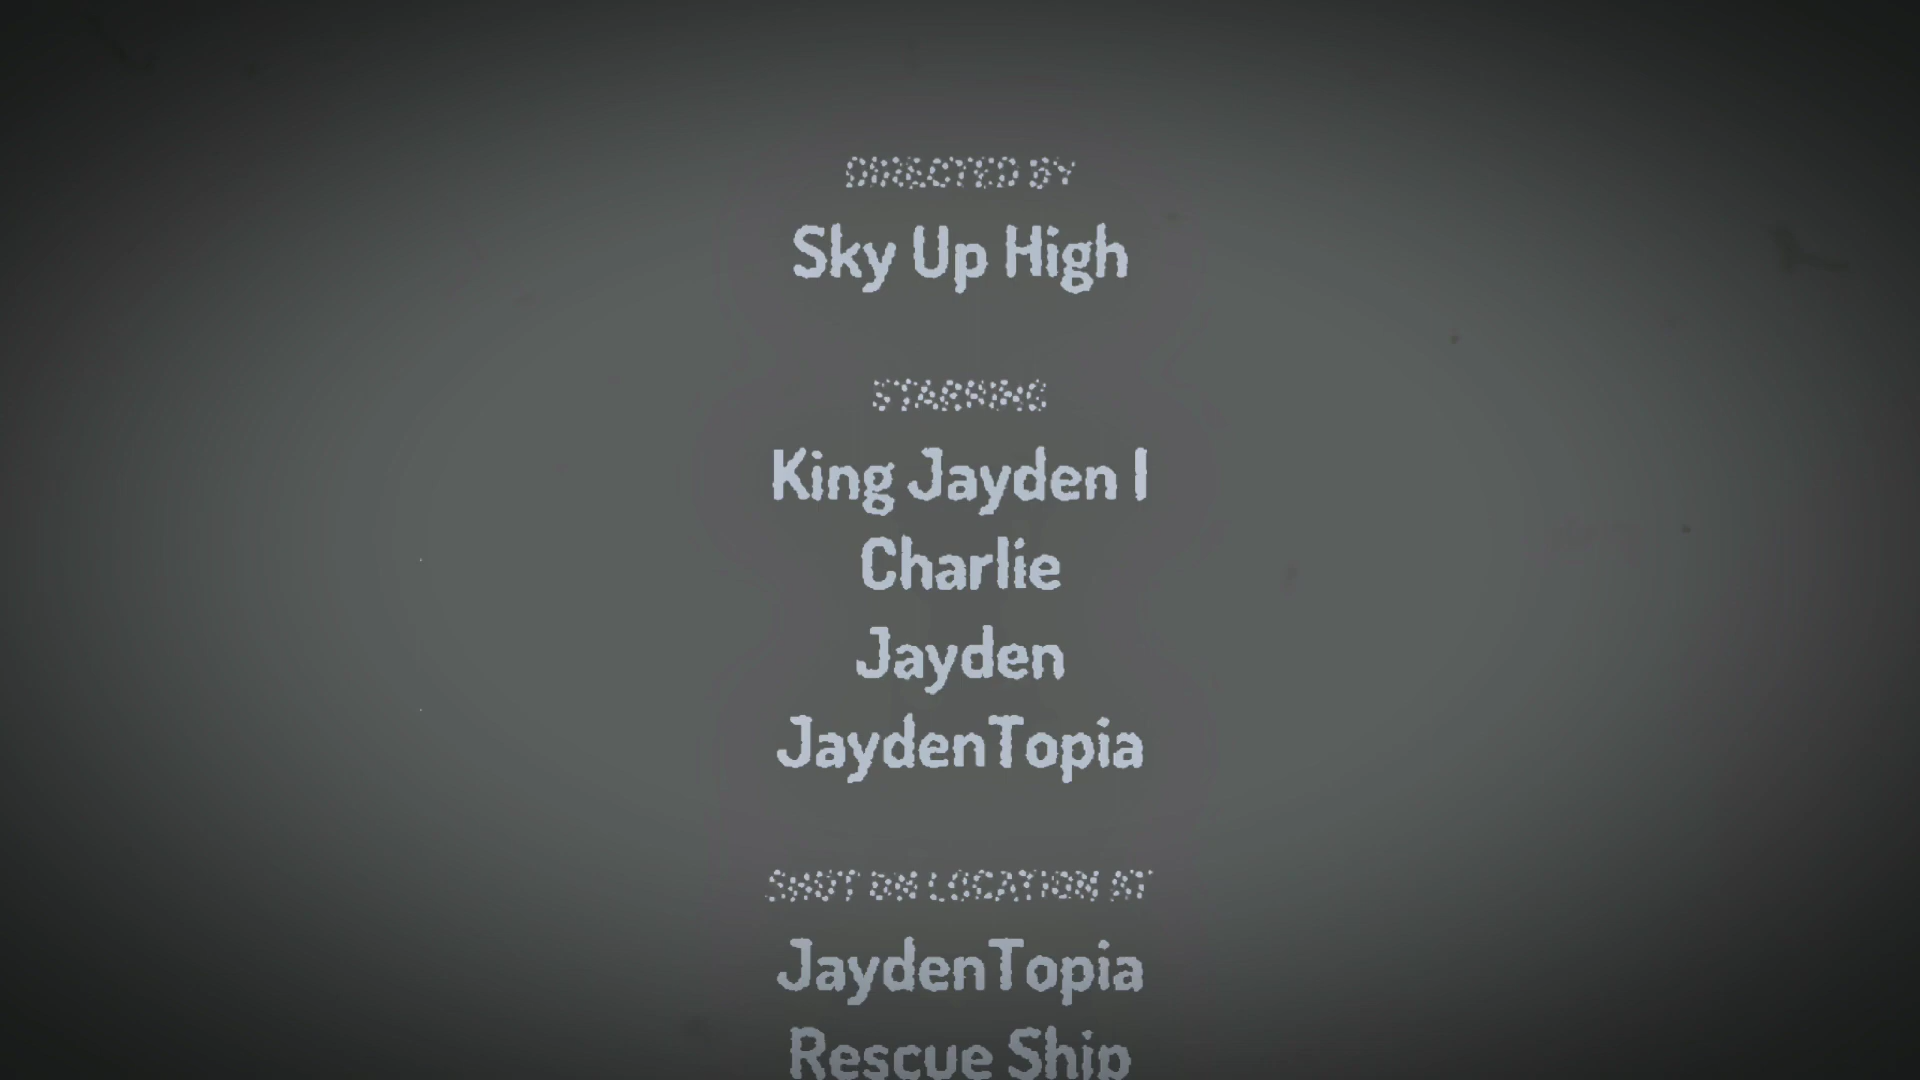 DIRECTED BY
Sky Up High
STARRING
King Jayden I
Charlie
Jayden
JaydenTopia
SHOT ON LOCATION AT
JaydenTopia
Rescue Ship